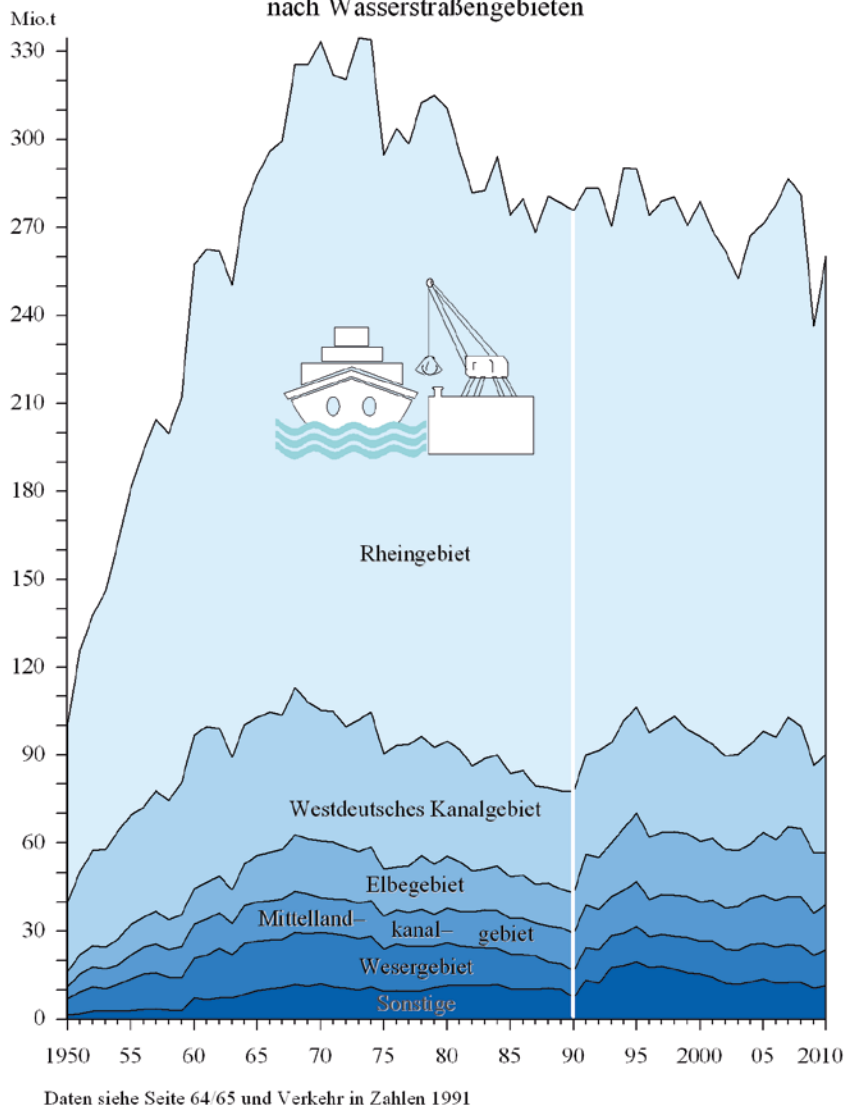 nach Wasserstraßengebieten
Mio.t
330
300
270
240
210
180
150
120
90
60
30
0
Rheingebiet
Westdeutsches Kanalgebiet
Elbegebiet
Mittelland–
kanal–
gebiet
Wesergebiet
Sonstige
1950 55 60 65 70 75 80 85 90 95 2000 05 2010
Daten siehe Seite 64/65 und Verkehr in Zahlen 1991